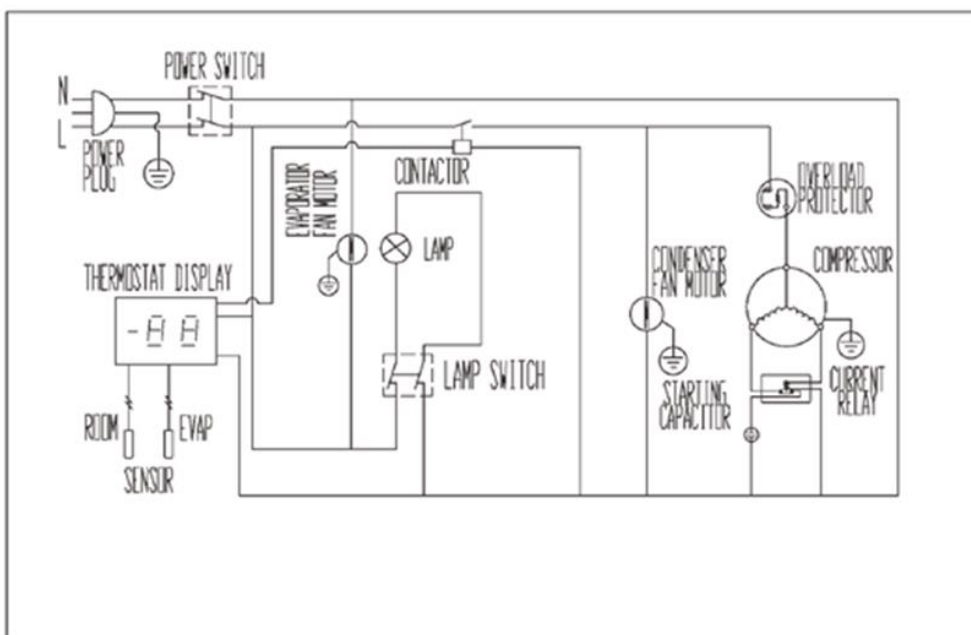 POWER SWITCH
N
L
POWER
PLUG
CONTACTOR
EVAPORATOR
FAN MOTOR
LAMP
OVERLOAD
PROTECTOR
COMPRESSOR
CONDENSER
FAN MOTOR
THERMOSTAT DISPLAY
-88
LAMP SWITCH
STARTING
CAPACITOR
CURRENT
RELAY
ROOM
EVAP
SENSOR